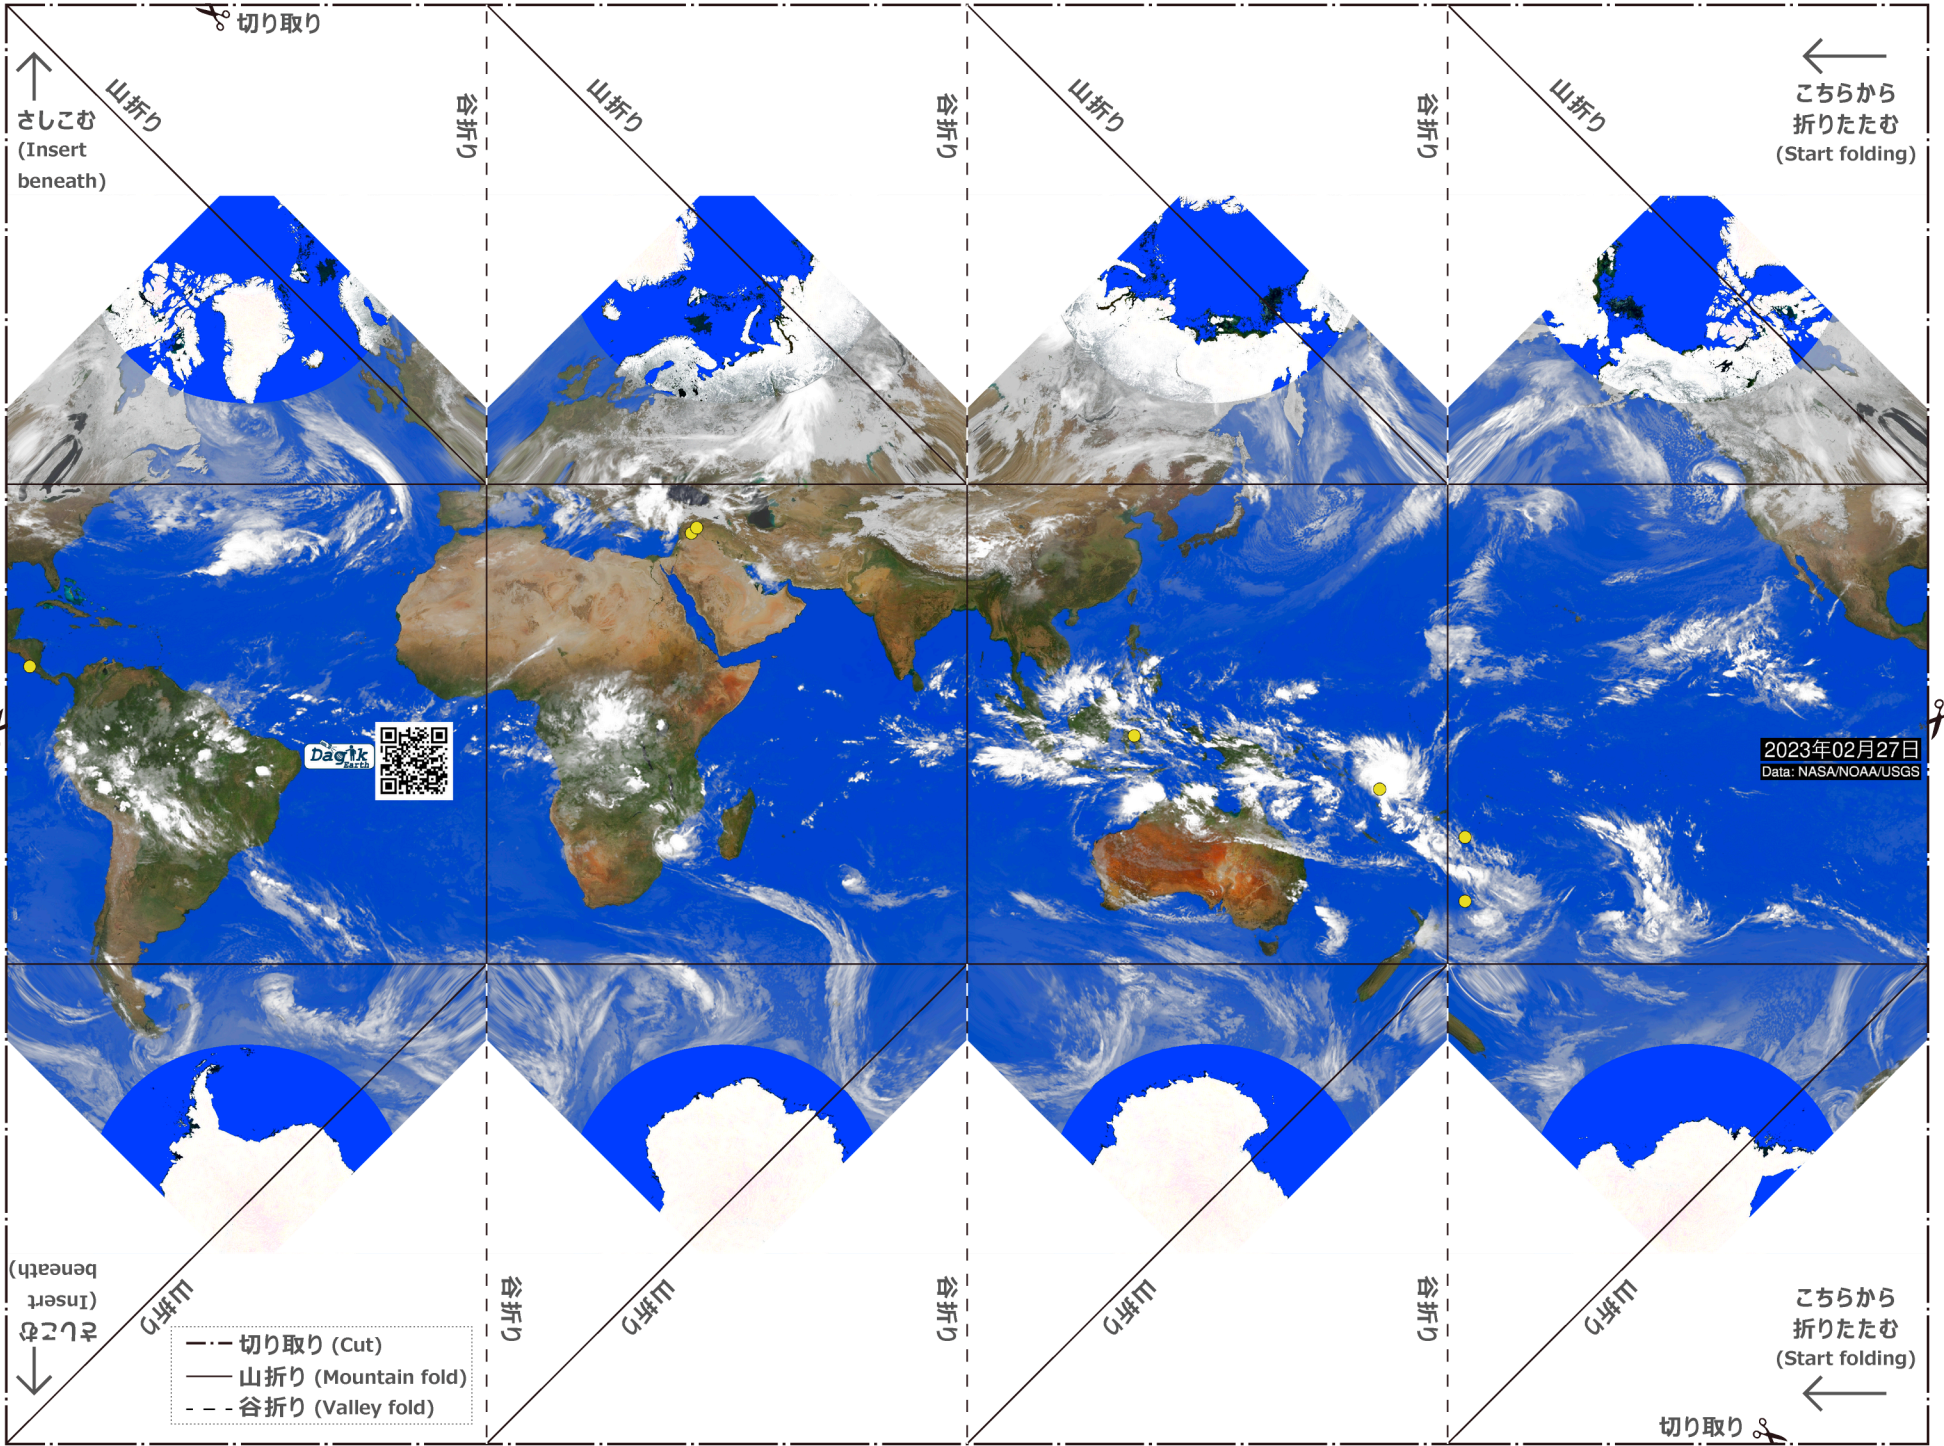 切り取り
山折り
谷折り
山折り
谷折り
山折り
谷折り
山折り
さしこむ
(Insert
beneath)
こちらから
折りたたむ
(Start folding)
Dagik
Earth
2023年02月27日
Data: NASA/NOAA/USGS
さしこむ
(Insert
beneath)
山折り
谷折り
山折り
谷折り
山折り
谷折り
山折り
こちらから
折りたたむ
(Start folding)
切り取り (Cut)
山折り (Mountain fold)
谷折り (Valley fold)
切り取り